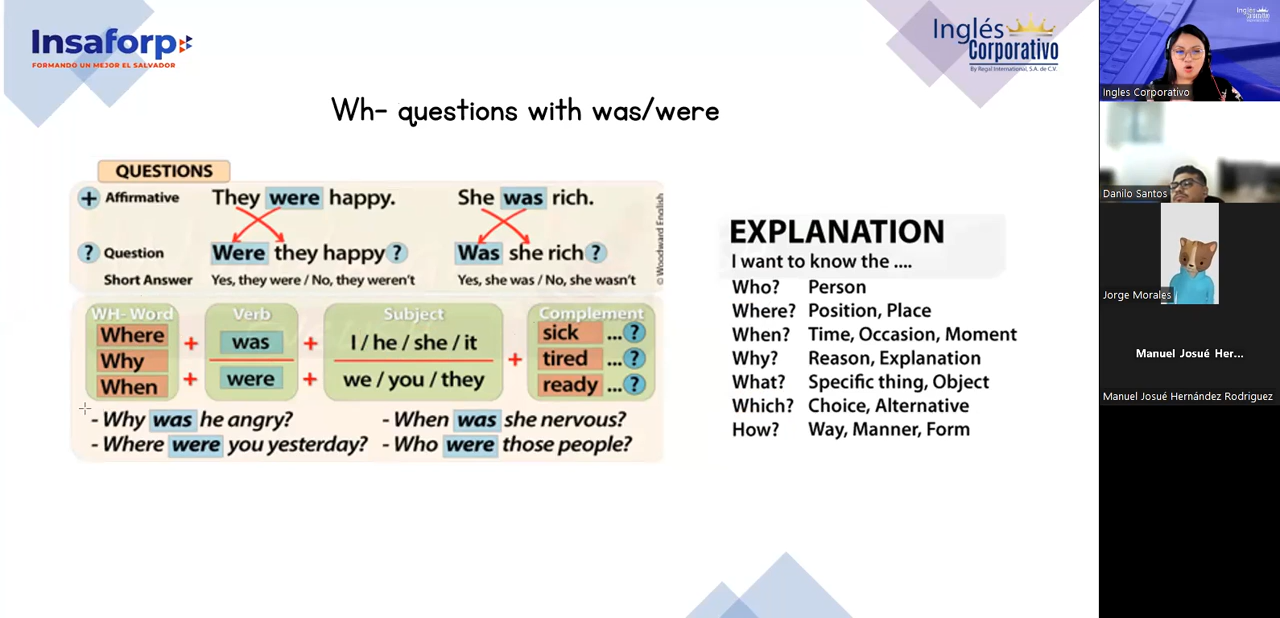 Insaforp
FORMANDO UN MEJOR EL SALVADOR
Inglés
Corporativo
By Regal International, S.A. de C.V.
Wh- questions with was/were
QUESTIONS
+ Affirmative They were happy. She was rich.
? Question Were they happy? Was she rich?
Short Answer Yes, they were / No, they weren't Yes, she was / No, she wasn't
© Woodward English
WH- Word Verb Subject Complement
Where + was + I / he / she / it sick ...?
Why + tired ...?
When + were + we / you / they ready ...?
- Why was he angry? - When was she nervous?
- Where were you yesterday? - Who were those people?
EXPLANATION
I want to know the ....
Who? Person
Where? Position, Place
When? Time, Occasion, Moment
Why? Reason, Explanation
What? Specific thing, Object
Which? Choice, Alternative
How? Way, Manner, Form
Inglés
Ingles Corporativo
Danilo Santos
Jorge Morales
Manuel Josué Her...
Manuel Josué Hernández Rodriguez